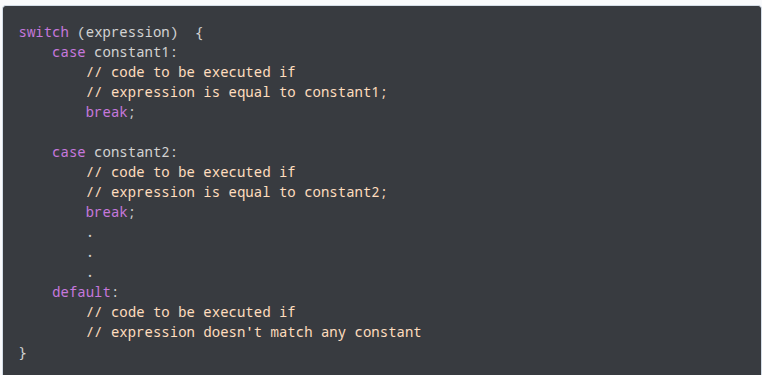 switch (expression)  {
    case constant1:
        // code to be executed if
        // expression is equal to constant1;
        break;

    case constant2:
        // code to be executed if
        // expression is equal to constant2;
        break;
        .
        .
        .
    default:
        // code to be executed if
        // expression doesn't match any constant
}